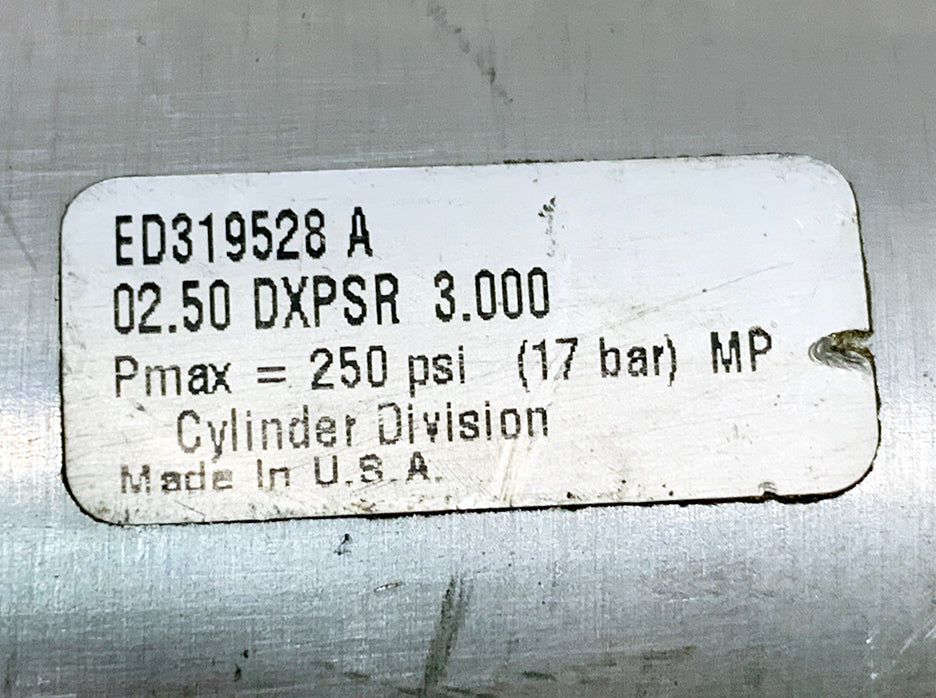 ED319528 A
02.50 DXPSR 3.000
Pmax = 250 psi (17 bar) MP
Cylinder Division
Made In U.S.A.